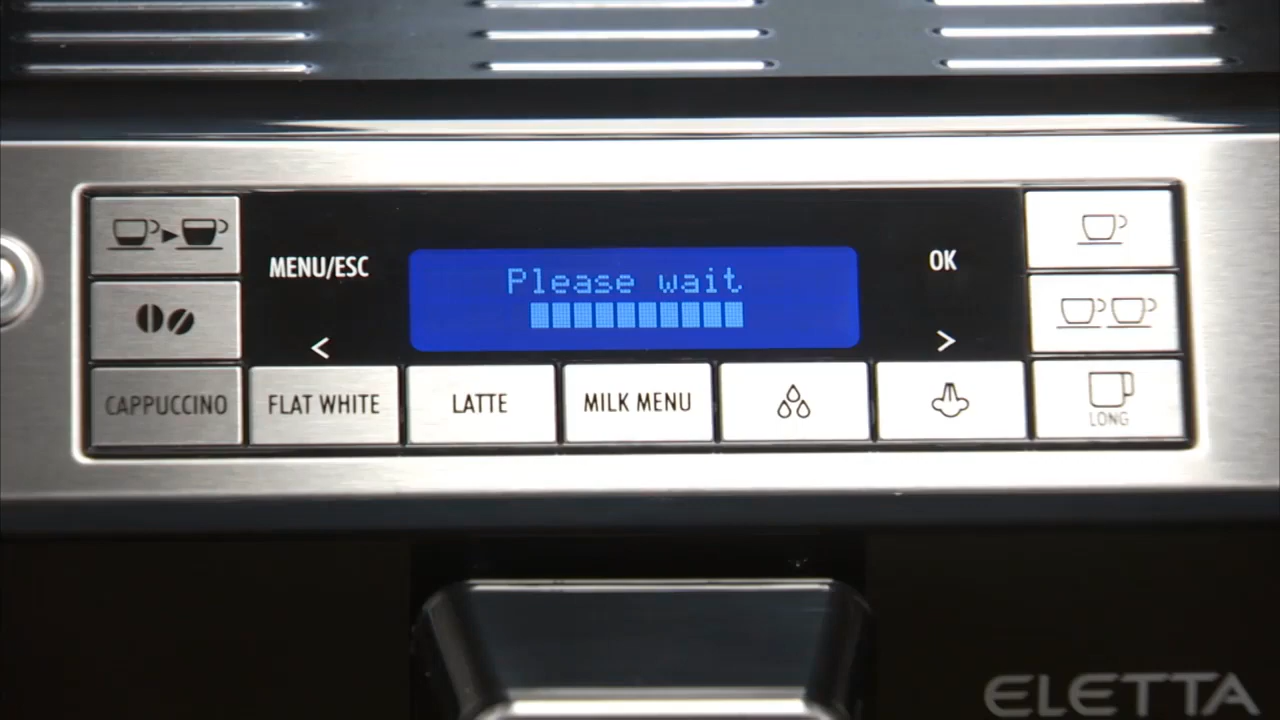 MENU/ESC
Please wait
OK
<
>
CAPPUCCINO
FLAT WHITE
LATTE
MILK MENU
LONG
ELETTA